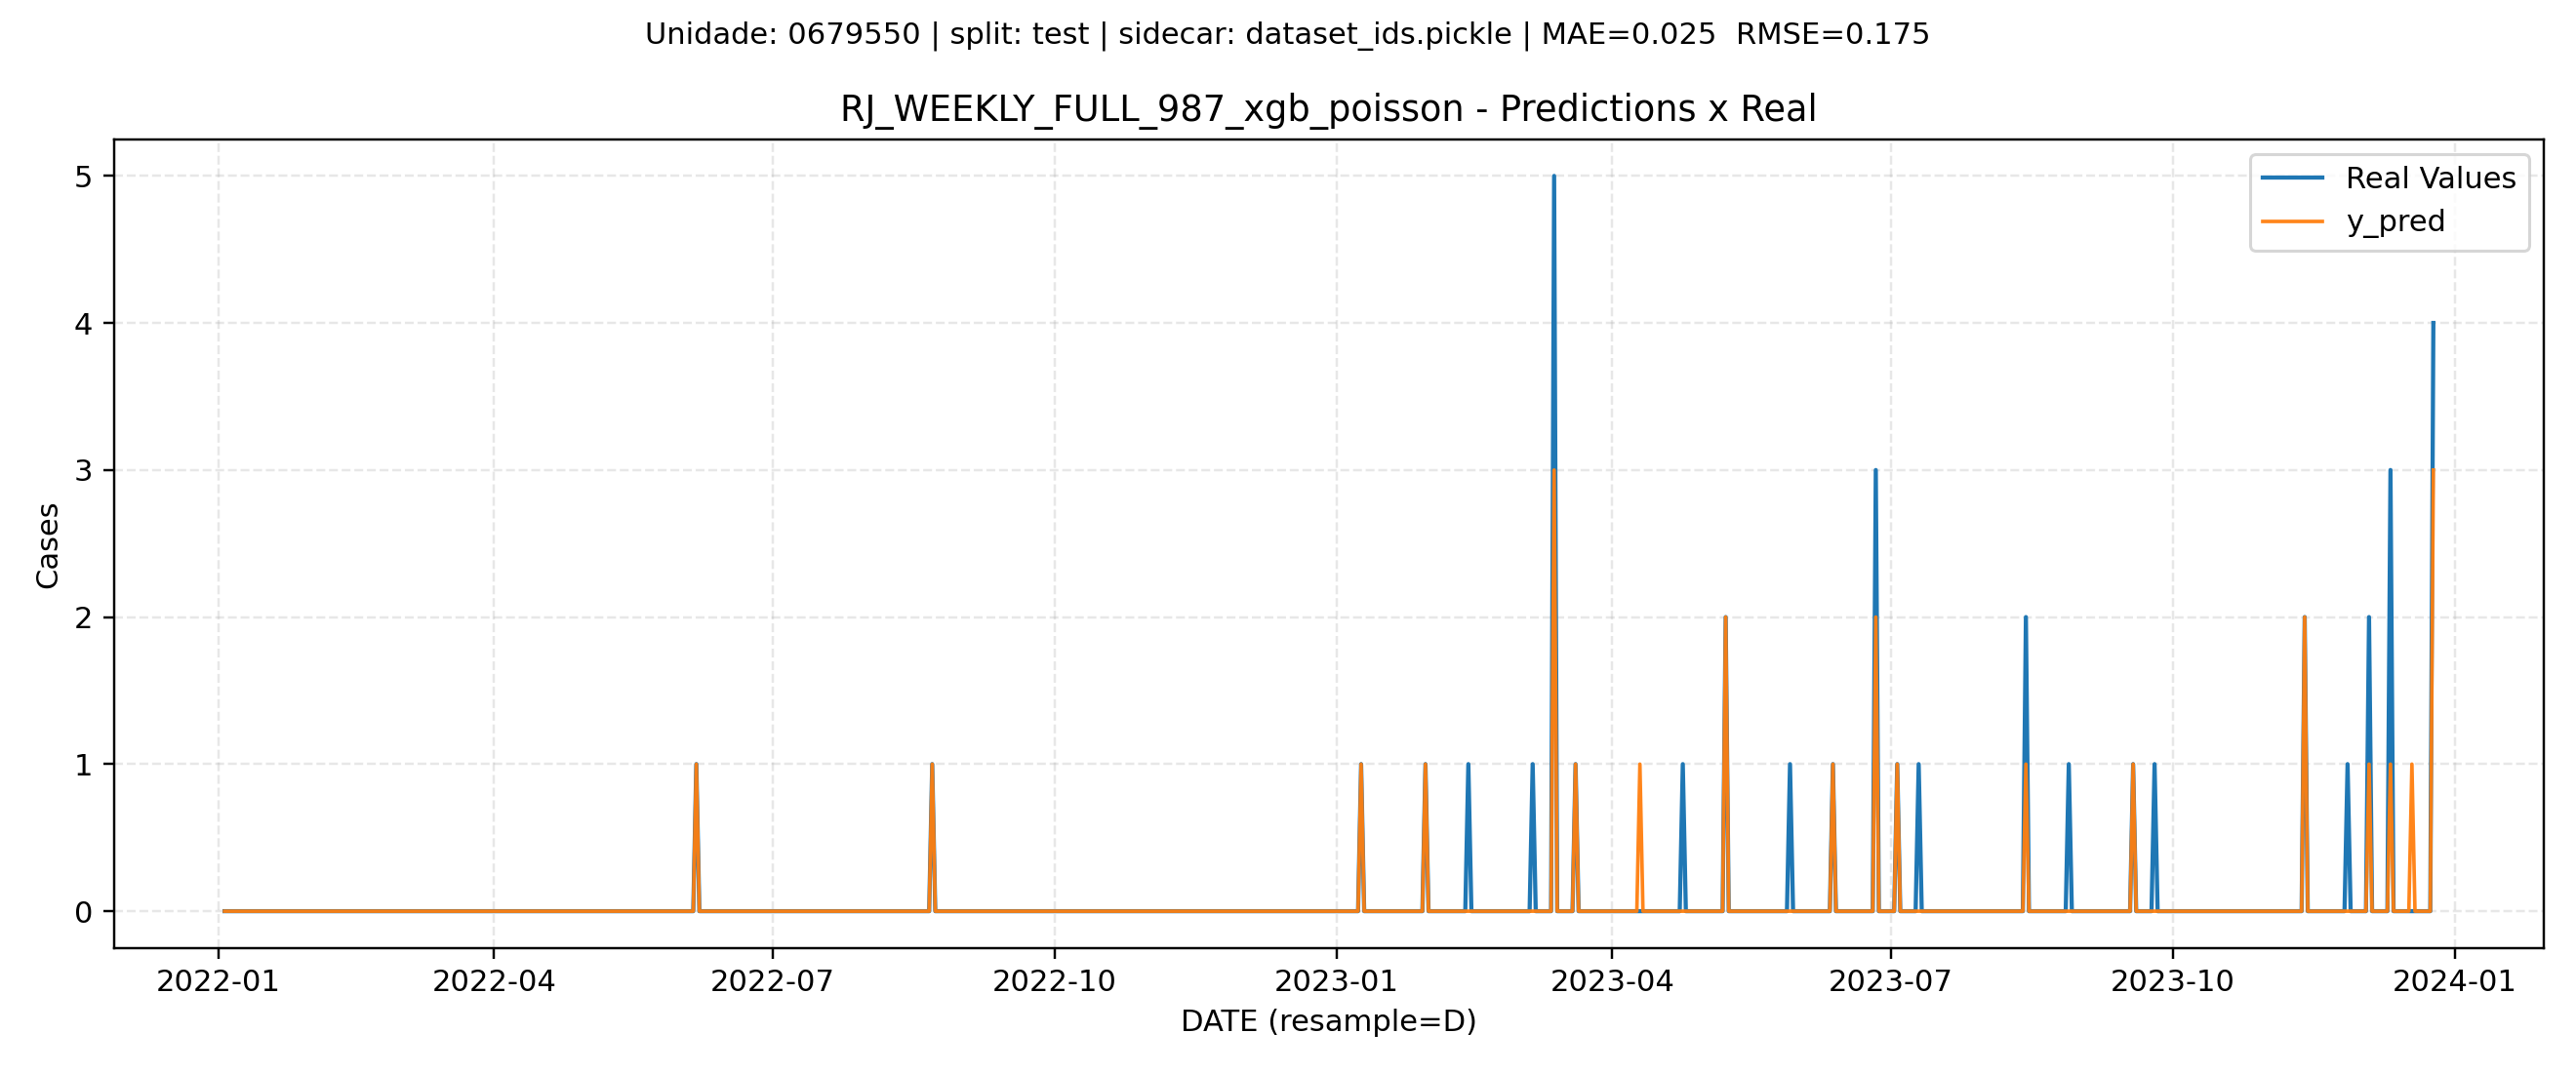 Unidade: 0679550 | split: test | sidecar: dataset_ids.pickle | MAE=0.025  RMSE=0.175
RJ_WEEKLY_FULL_987_xgb_poisson - Predictions x Real
Real Values
y_pred
5
4
3
2
1
0
Cases
2022-01
2022-04
2022-07
2022-10
2023-01
2023-04
2023-07
2023-10
2024-01
DATE (resample=D)